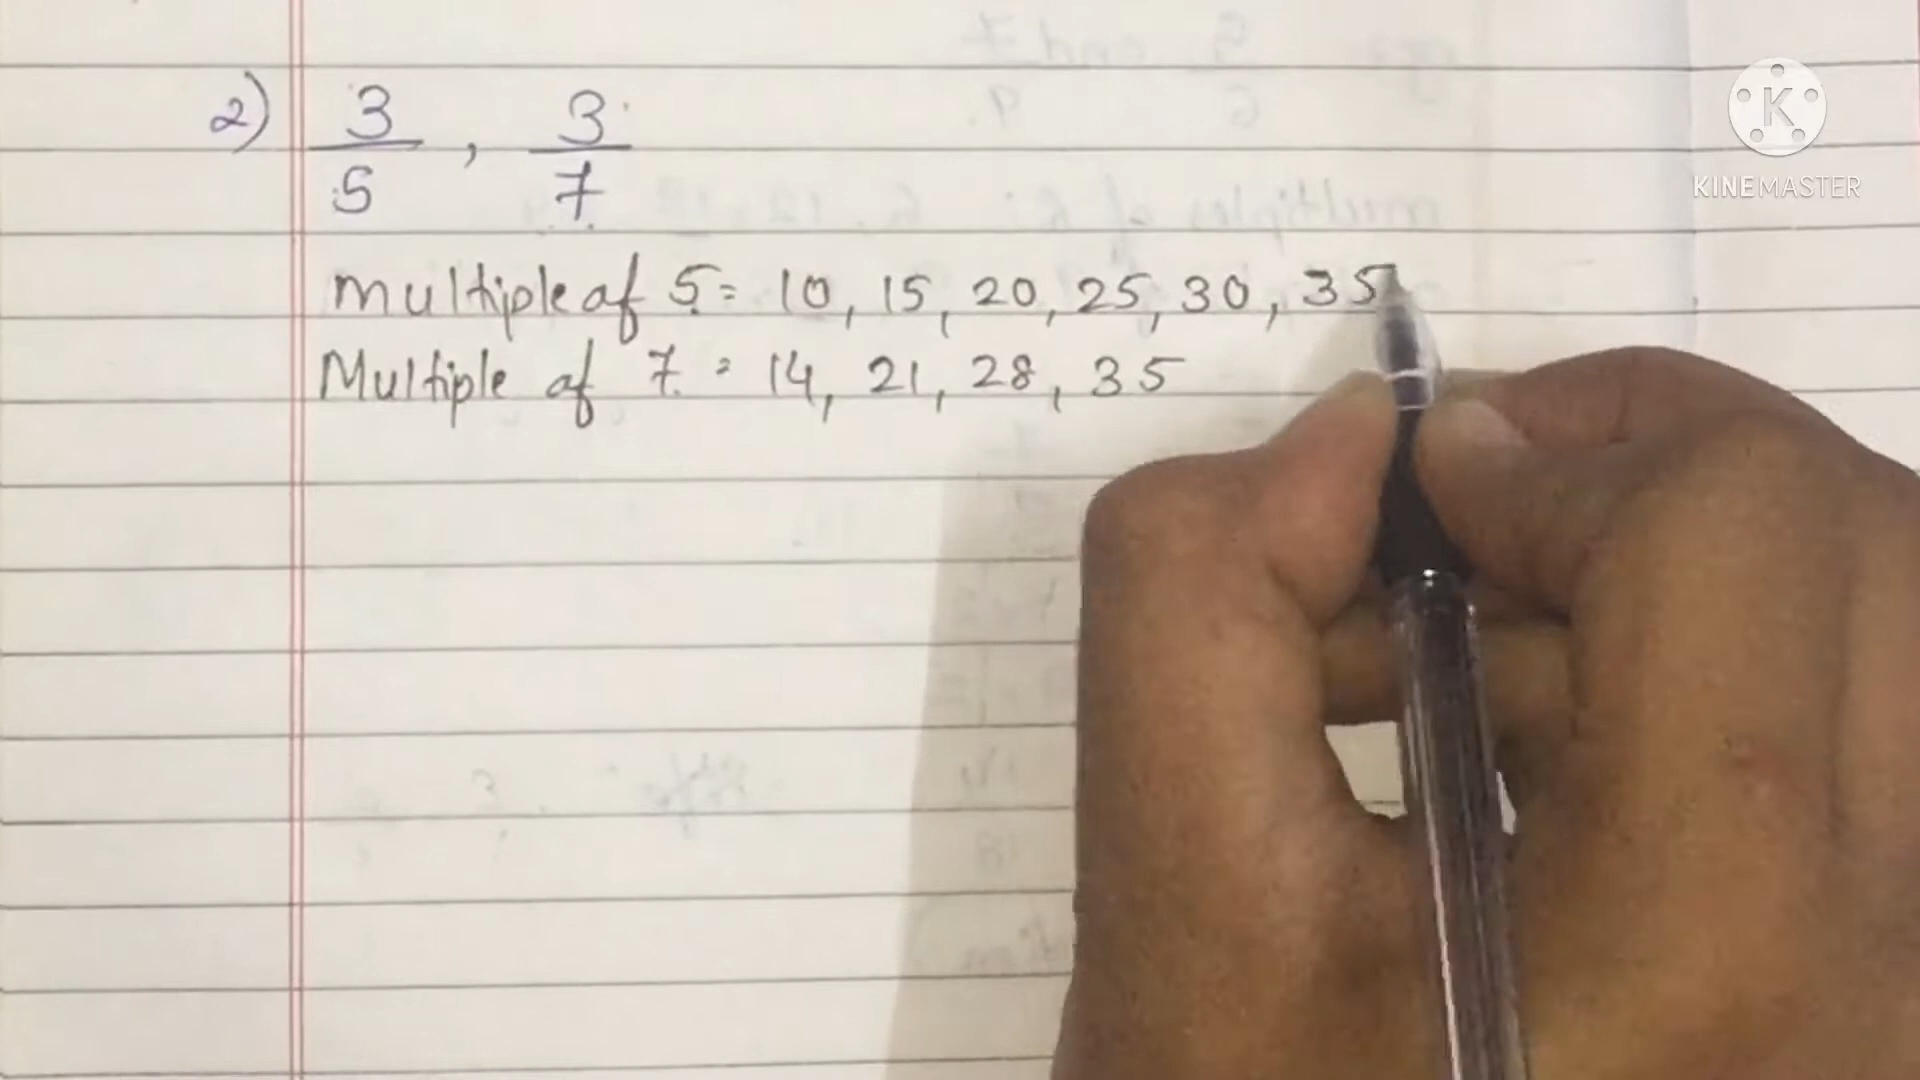 2) 3/5 , 3/7
Multiple of 5 = 10, 15, 20, 25, 30, 35
Multiple of 7 = 14, 21, 28, 35
KINEMASTER